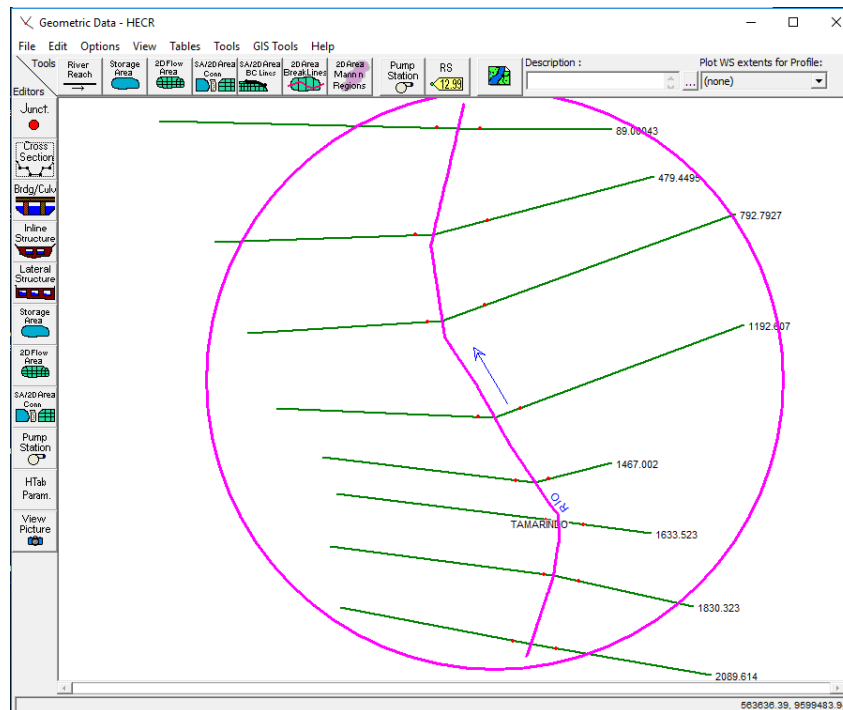 Geometric Data - HECR
File Edit Options View Tables Tools GIS Tools Help
Tools
Editors
River
Reach
Storage
Area
2D Flow
Area
SA/2D Area
Conn
SA/2D Area
BC Lines
2D Area
BreakLines
2D Area
Mann n
Regions
Pump
Station
RS
12.99
Description :
...
Plot WS extents for Profile:
(none)
Junct.
Cross
Section
Brdg/Culv
Inline
Structure
Lateral
Structure
Storage
Area
2D Flow
Area
SA/2D Area
Conn
Pump
Station
HTab
Param.
View
Picture
89.00043
479.4495
792.7927
1192.607
1467.002
RIO
TAMARINDO
1633.523
1830.323
2089.614